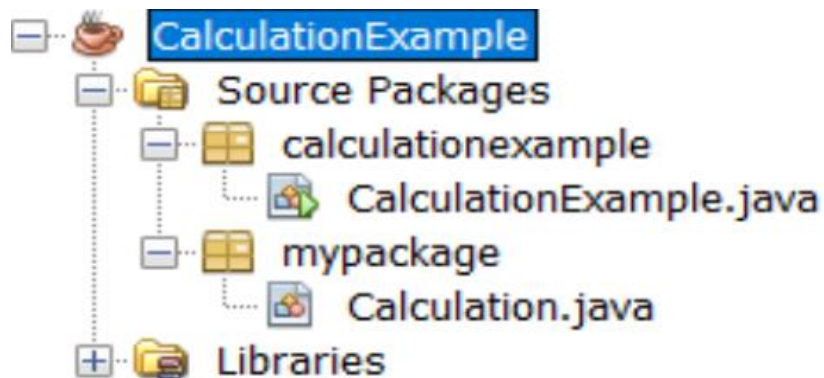 CalculationExample
Source Packages
calculationexample
CalculationExample.java
mypackage
Calculation.java
Libraries